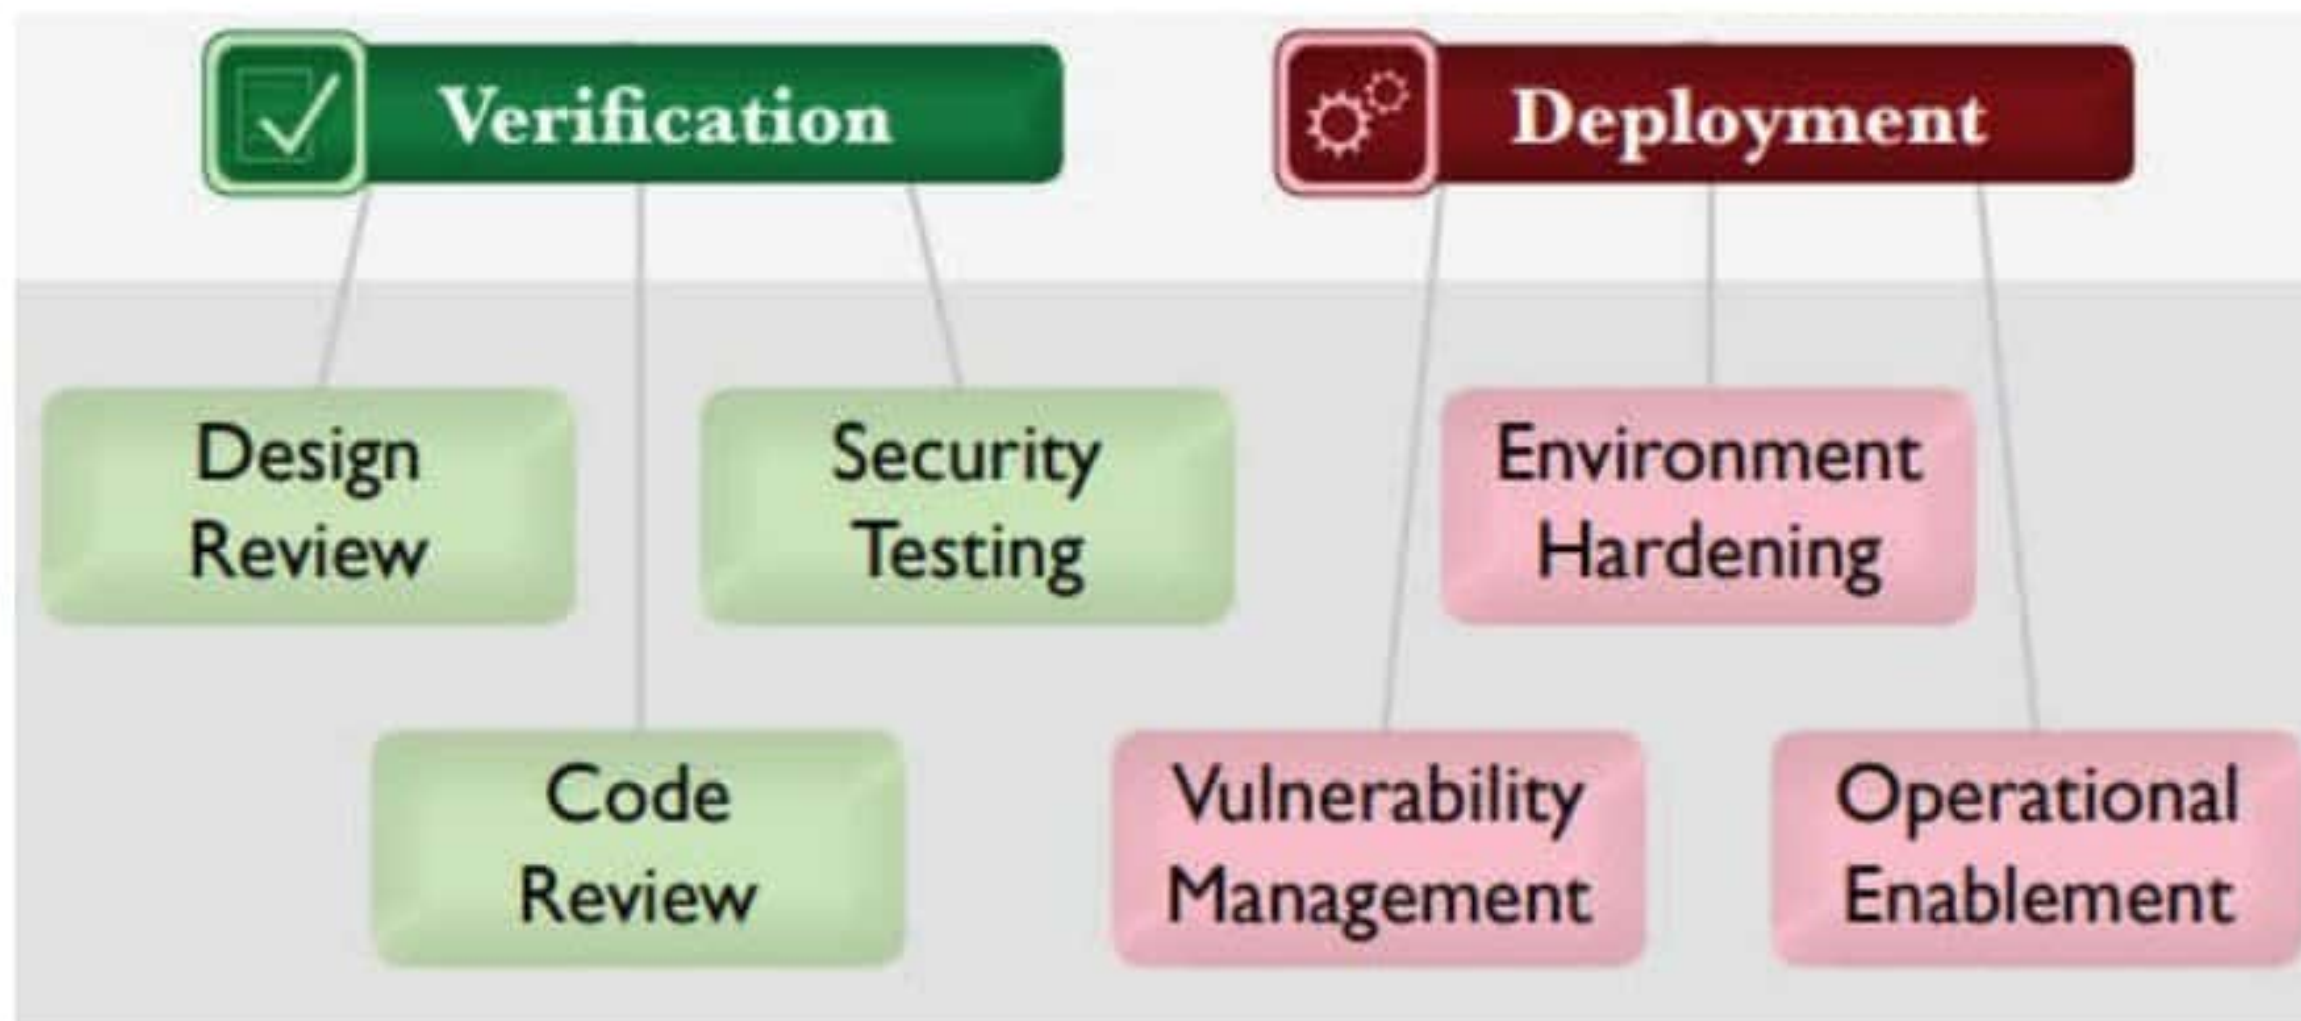 Verification
Deployment
Design
Review
Security
Testing
Environment
Hardening
Code
Review
Vulnerability
Management
Operational
Enablement